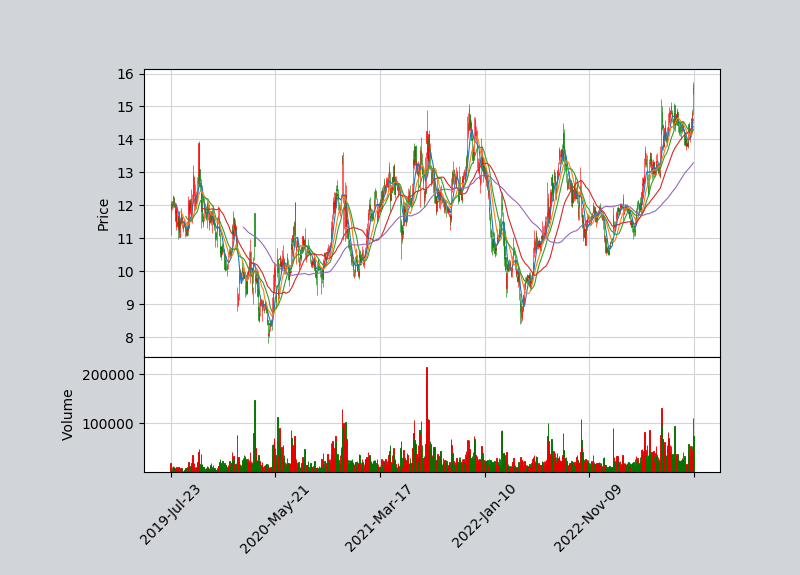 16
15
14
13
12
11
10
9
8
Price
200000
100000
Volume
2019-Jul-23
2020-May-21
2021-Mar-17
2022-Jan-10
2022-Nov-09